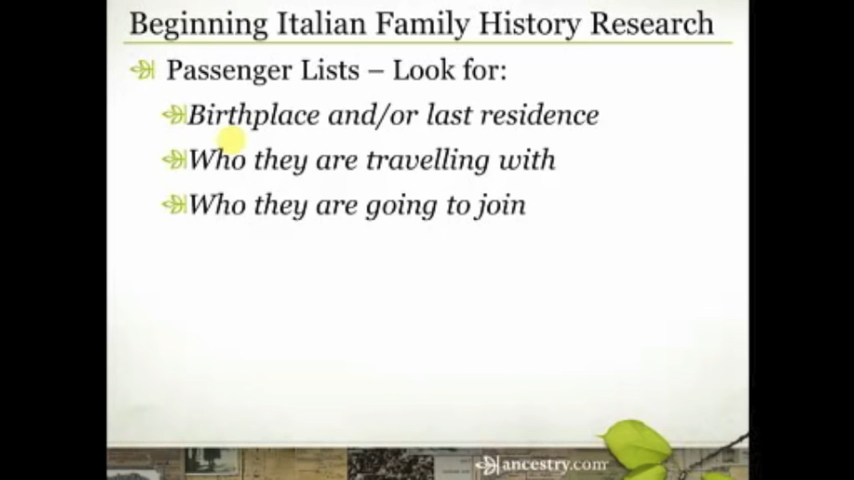 Beginning Italian Family History Research
Passenger Lists – Look for:
Birthplace and/or last residence
Who they are travelling with
Who they are going to join
ancestry.com